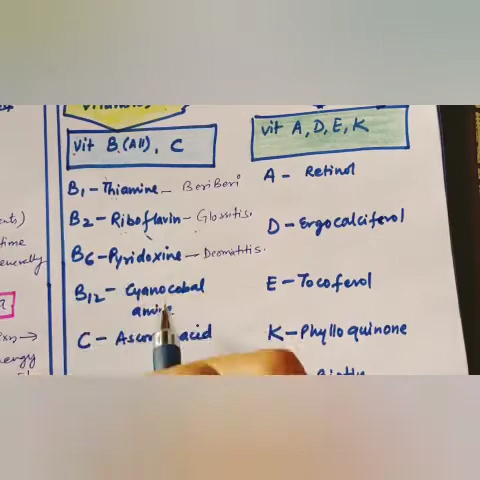 Vit B (All), C
B1 - Thiamine - BeriBeri
B2 - Riboflavin - Glossitis.
B6 - Pyridoxine - Dermatitis.
B12 - Cyanocobal
amine
C - acid
Vit A, D, E, K
A - Retinol
D - Ergocalciferol
E - Tocoferol
K - Phylloquinone
time